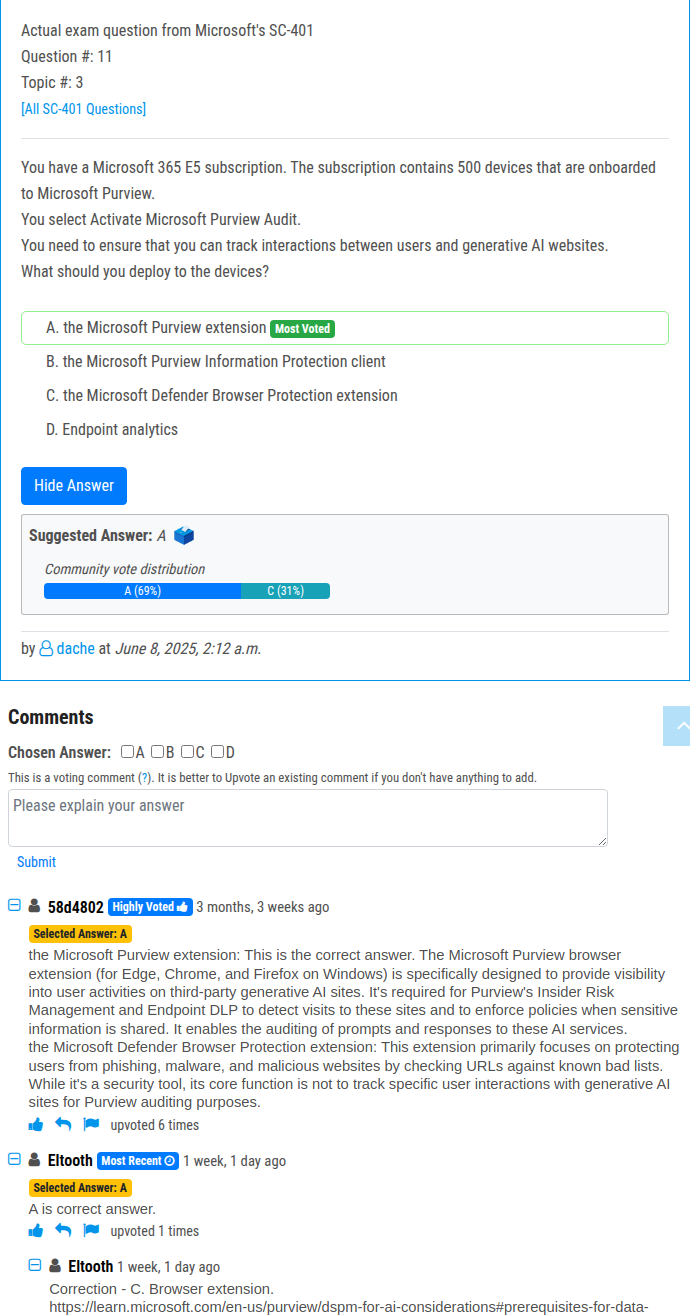 Actual exam question from Microsoft's SC-401
Question #: 11
Topic #: 3
[All SC-401 Questions]
You have a Microsoft 365 E5 subscription. The subscription contains 500 devices that are onboarded
to Microsoft Purview.
You select Activate Microsoft Purview Audit.
You need to ensure that you can track interactions between users and generative AI websites.
What should you deploy to the devices?
A. the Microsoft Purview extension Most Voted
B. the Microsoft Purview Information Protection client
C. the Microsoft Defender Browser Protection extension
D. Endpoint analytics
Hide Answer
Suggested Answer: A
Community vote distribution
A (69%) C (31%)
by dache at June 8, 2025, 2:12 a.m.
Comments
Chosen Answer: A B C D
This is a voting comment (?). It is better to Upvote an existing comment if you don't have anything to add.
Please explain your answer
Submit
58d4802 Highly Voted 3 months, 3 weeks ago
Selected Answer: A
the Microsoft Purview extension: This is the correct answer. The Microsoft Purview browser
extension (for Edge, Chrome, and Firefox on Windows) is specifically designed to provide visibility
into user activities on third-party generative AI sites. It's required for Purview's Insider Risk
Management and Endpoint DLP to detect visits to these sites and to enforce policies when sensitive
information is shared. It enables the auditing of prompts and responses to these AI services.
the Microsoft Defender Browser Protection extension: This extension primarily focuses on protecting
users from phishing, malware, and malicious websites by checking URLs against known bad lists.
While it's a security tool, its core function is not to track specific user interactions with generative AI
sites for Purview auditing purposes.
upvoted 6 times
Eltooth Most Recent 1 week, 1 day ago
Selected Answer: A
A is correct answer.
upvoted 1 times
Eltooth 1 week, 1 day ago
Correction - C. Browser extension.
https://learn.microsoft.com/en-us/purview/dspm-for-ai-considerations#prerequisites-for-data-